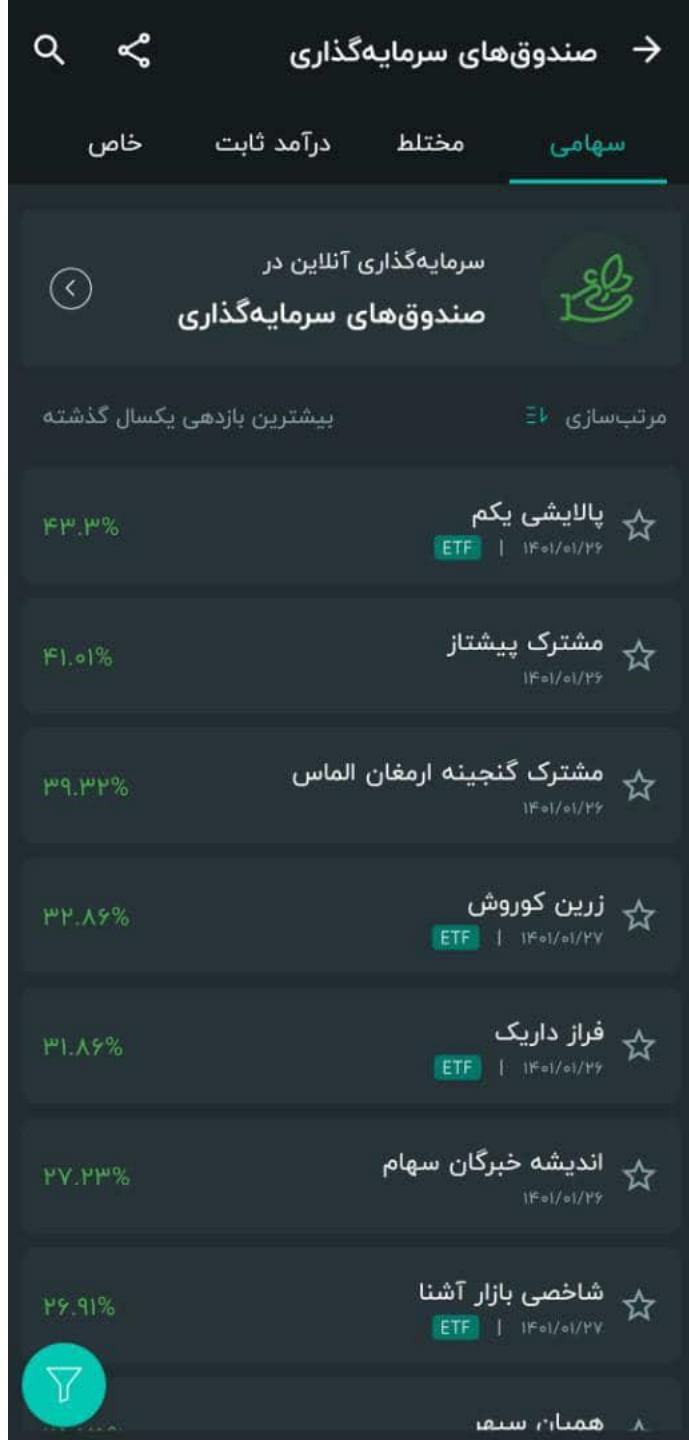 صندوق‌های سرمایه‌گذاری
سهامی مختلط درآمد ثابت خاص
سرمایه‌گذاری آنلاین در
صندوق‌های سرمایه‌گذاری
مرتب‌سازی بیشترین بازدهی یکسال گذشته
پالایشی یکم
۴۳.۳%
۱۴۰۱/۰۱/۲۶ | ETF
مشترک پیشتاز
۴۱.۰۱%
۱۴۰۱/۰۱/۲۶
مشترک گنجینه ارمغان الماس
۳۹.۳۲%
۱۴۰۱/۰۱/۲۶
زرین کوروش
۳۲.۸۶%
۱۴۰۱/۰۱/۲۷ | ETF
فراز داریک
۳۱.۸۶%
۱۴۰۱/۰۱/۲۶ | ETF
اندیشه خبرگان سهام
۲۷.۲۳%
۱۴۰۱/۰۱/۲۶
شاخصی بازار آشنا
۲۶.۹۱%
۱۴۰۱/۰۱/۲۷ | ETF
همیان سپهر